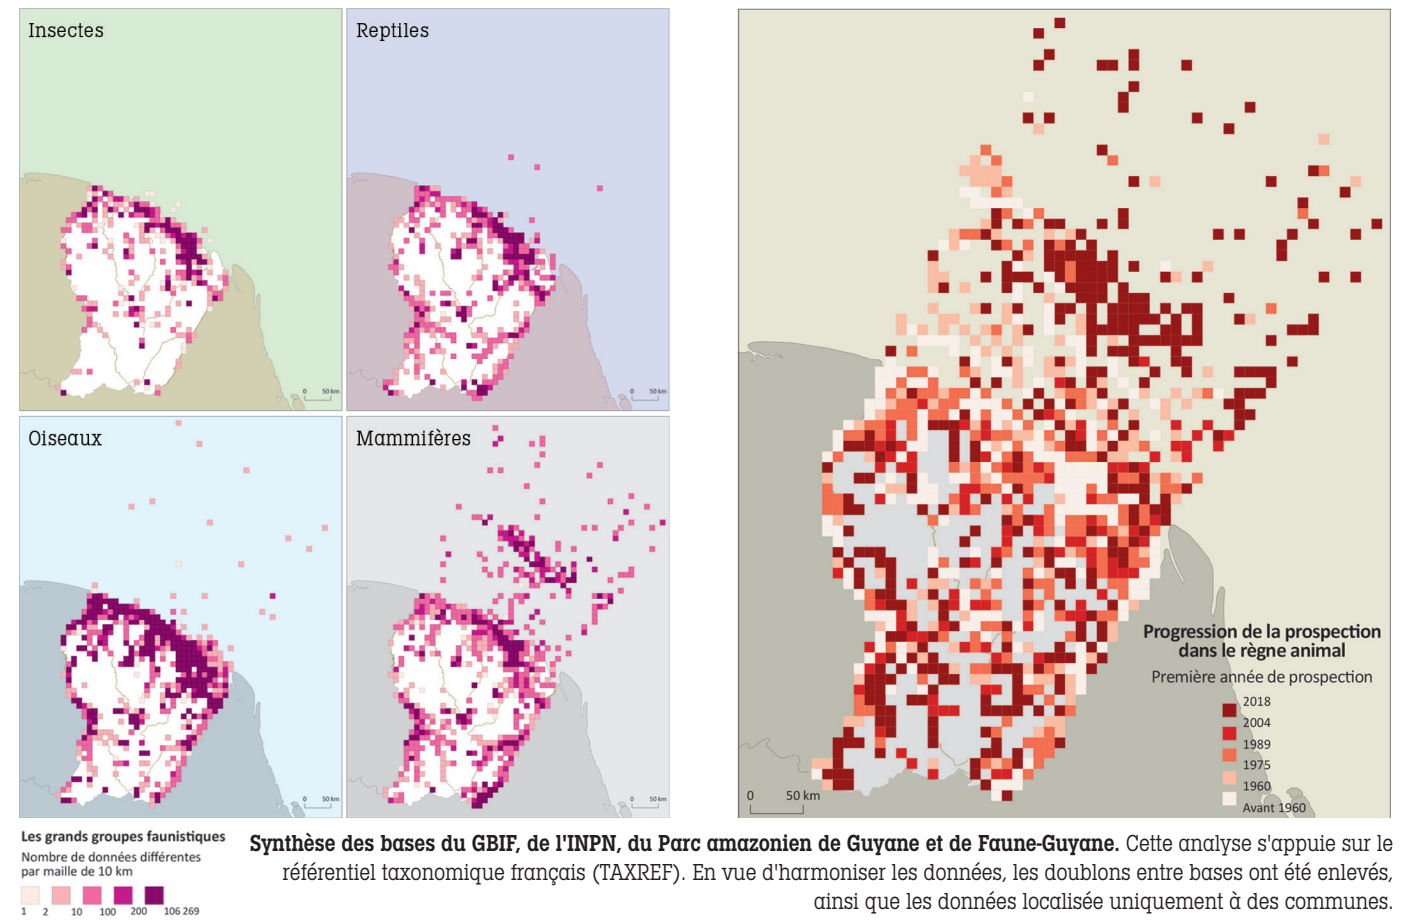 Insectes
0 50 km
Reptiles
0 50 km
Oiseaux
0 50 km
Mammifères
0 50 km
Les grands groupes faunistiques
Nombre de données différentes
par maille de 10 km
1 2 10 100 200 106 269
Progression de la prospection
dans le règne animal
Première année de prospection
2018
2004
1989
1975
1960
Avant 1960
0 50 km
Synthèse des bases du GBIF, de l'INPN, du Parc amazonien de Guyane et de Faune-Guyane. Cette analyse s'appuie sur le
référentiel taxonomique français (TAXREF). En vue d'harmoniser les données, les doublons entre bases ont été enlevés,
ainsi que les données localisée uniquement à des communes.